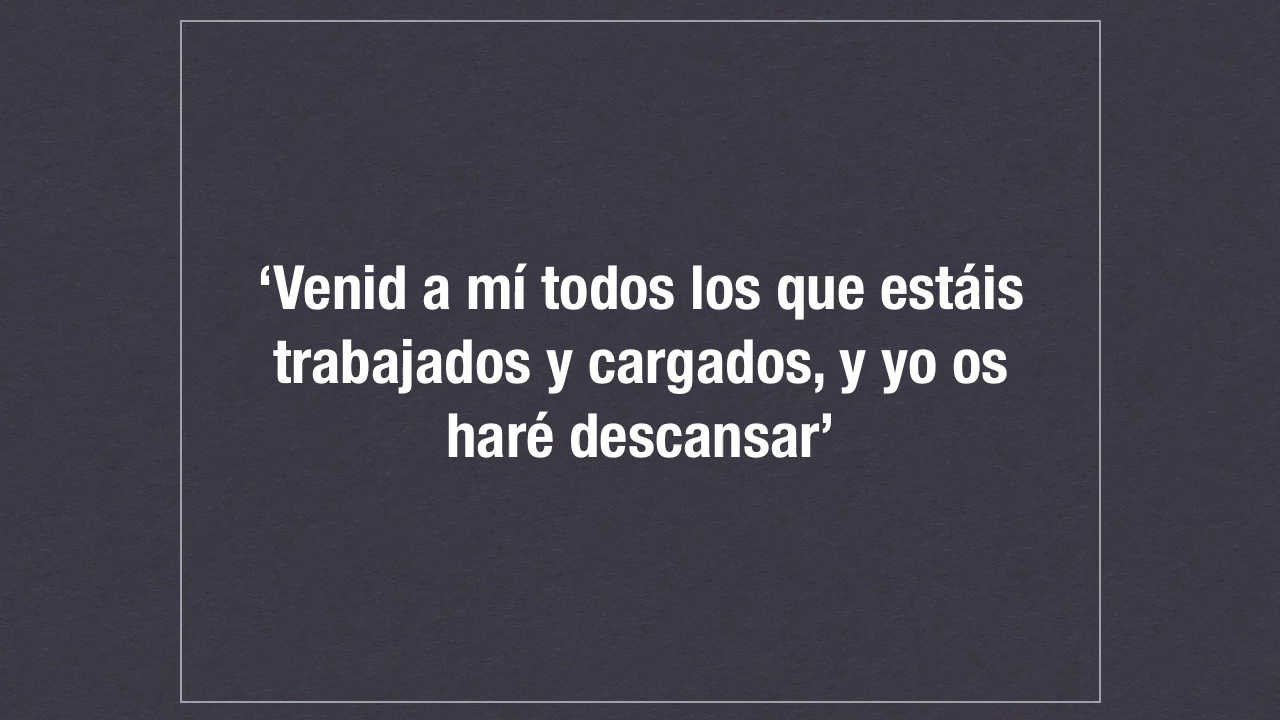 ‘Venid a mí todos los que estáis
trabajados y cargados, y yo os
haré descansar’